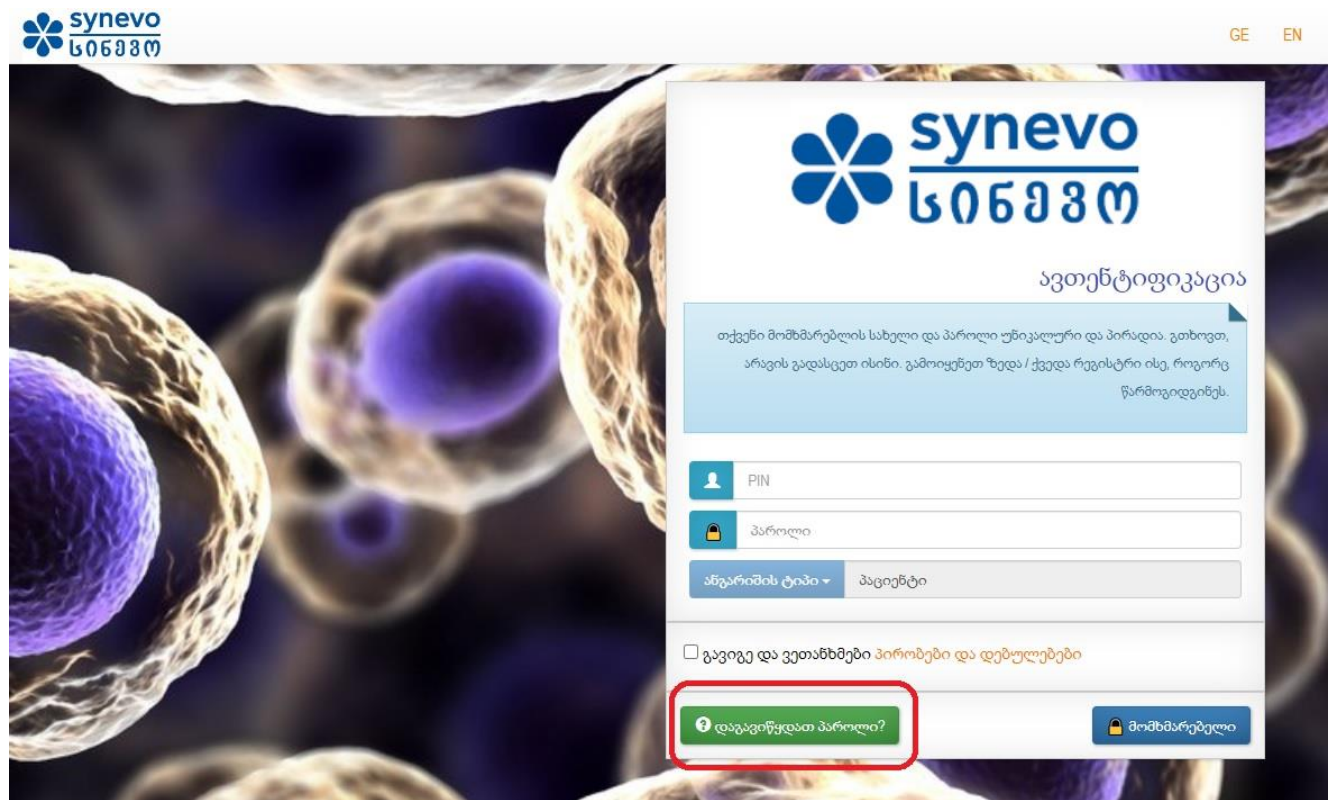 synevo
სინევო
GE EN
synevo
სინევო
ავთენტიფიკაცია
თქვენი მომხმარებლის სახელი და პაროლი უნიკალური და პირადია. გთხოვთ,
არავის გადასცეთ ისინი. გამოიყენეთ ზედა / ქვედა რეგისტრი ისე, როგორც
წარმოგიდგინეს.
PIN
პაროლი
ანგარიშის ტიპი პაციენტი
გავიგე და ვეთანხმები პირობები და დებულებები
დაგავიწყდათ პაროლი?
მომხმარებელი